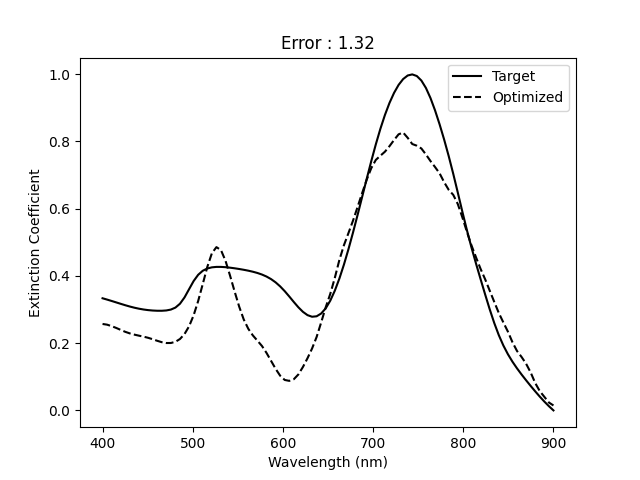 Error : 1.32
Target
Optimized
1.0
0.8
0.6
0.4
0.2
0.0
Extinction Coefficient
400 500 600 700 800 900
Wavelength (nm)